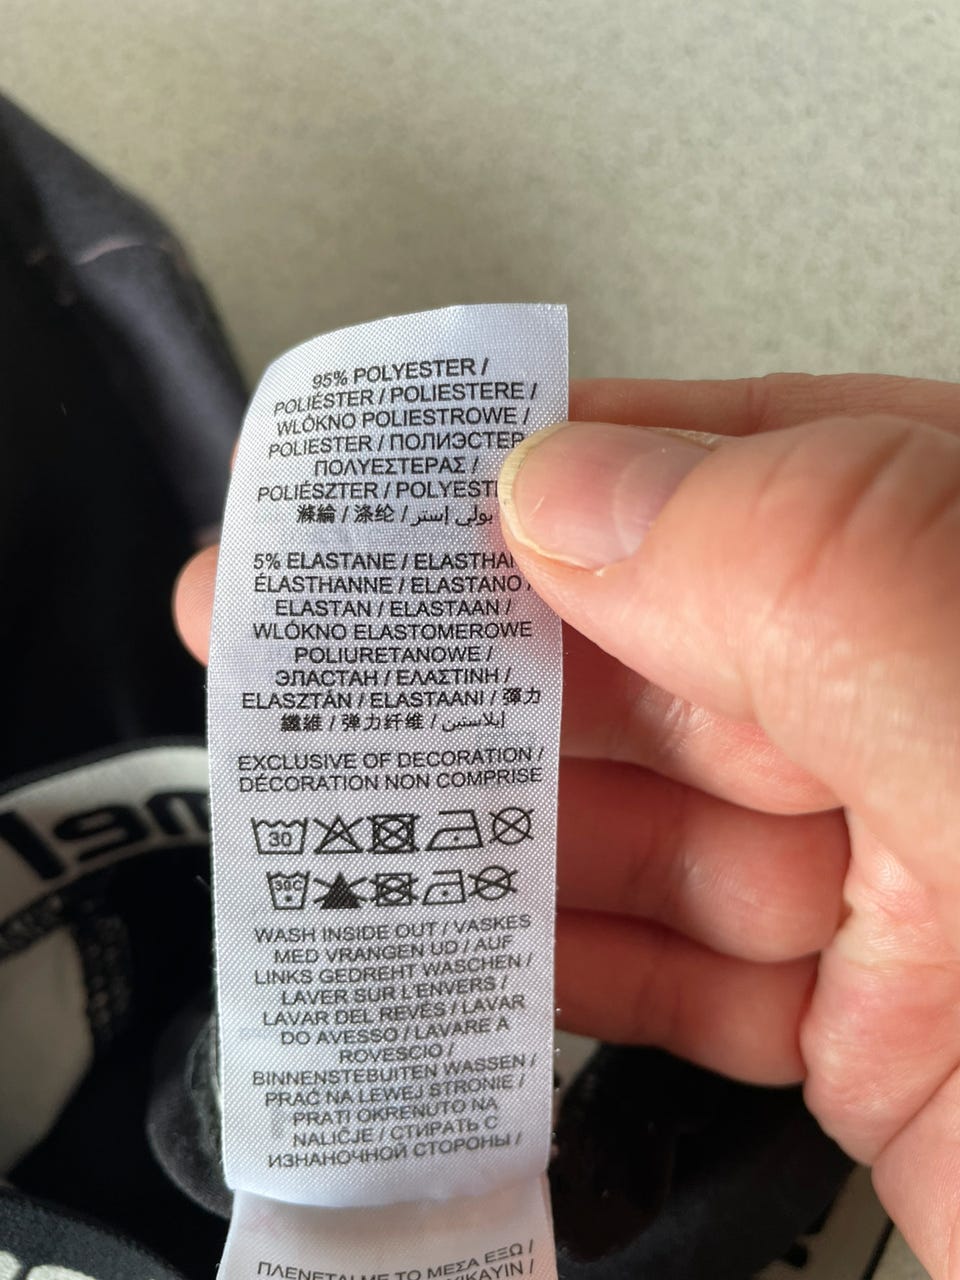 95% POLYESTER /
POLIÉSTER / POLIESTERE /
WLÓKNO POLIESTROWE /
POLIESTER / ПОЛИЭСТЕР
ΠΟΛΥΕΣΤΕΡΑΣ /
POLIÉSZTER / POLYEST
滌綸 / 涤纶 / بولي إستر
5% ELASTANE / ELASTHAN
ÉLASTHANNE / ELASTANO /
ELASTAN / ELASTAAN /
WLÓKNO ELASTOMEROWE
POLIURETANOWE /
ЭЛАСТАН / ΕΛΑΣΤΙΝΗ /
ELASZTÁN / ELASTAANI / 彈力
纖維 / 弹力纤维 / إيلاستين
EXCLUSIVE OF DECORATION /
DÉCORATION NON COMPRISE
30
30C
WASH INSIDE OUT / VASKES
MED VRANGEN UD / AUF
LINKS GEDREHT WASCHEN /
LAVER SUR L'ENVERS /
LAVAR DEL REVÉS / LAVAR
DO AVESSO / LAVARE A
ROVESCIO /
BINNENSTEBUITEN WASSEN /
PRAĆ NA LEWEJ STRONIE /
PRATI OKRENUTO NA
NALIČJE / СТИРАТЬ С
ИЗНАНОЧНОЙ СТОРОНЫ /
ΠΛΕΝΕΤΑΙ ΜΕ ΤΟ ΜΕΣΑ ΕΞΩ /